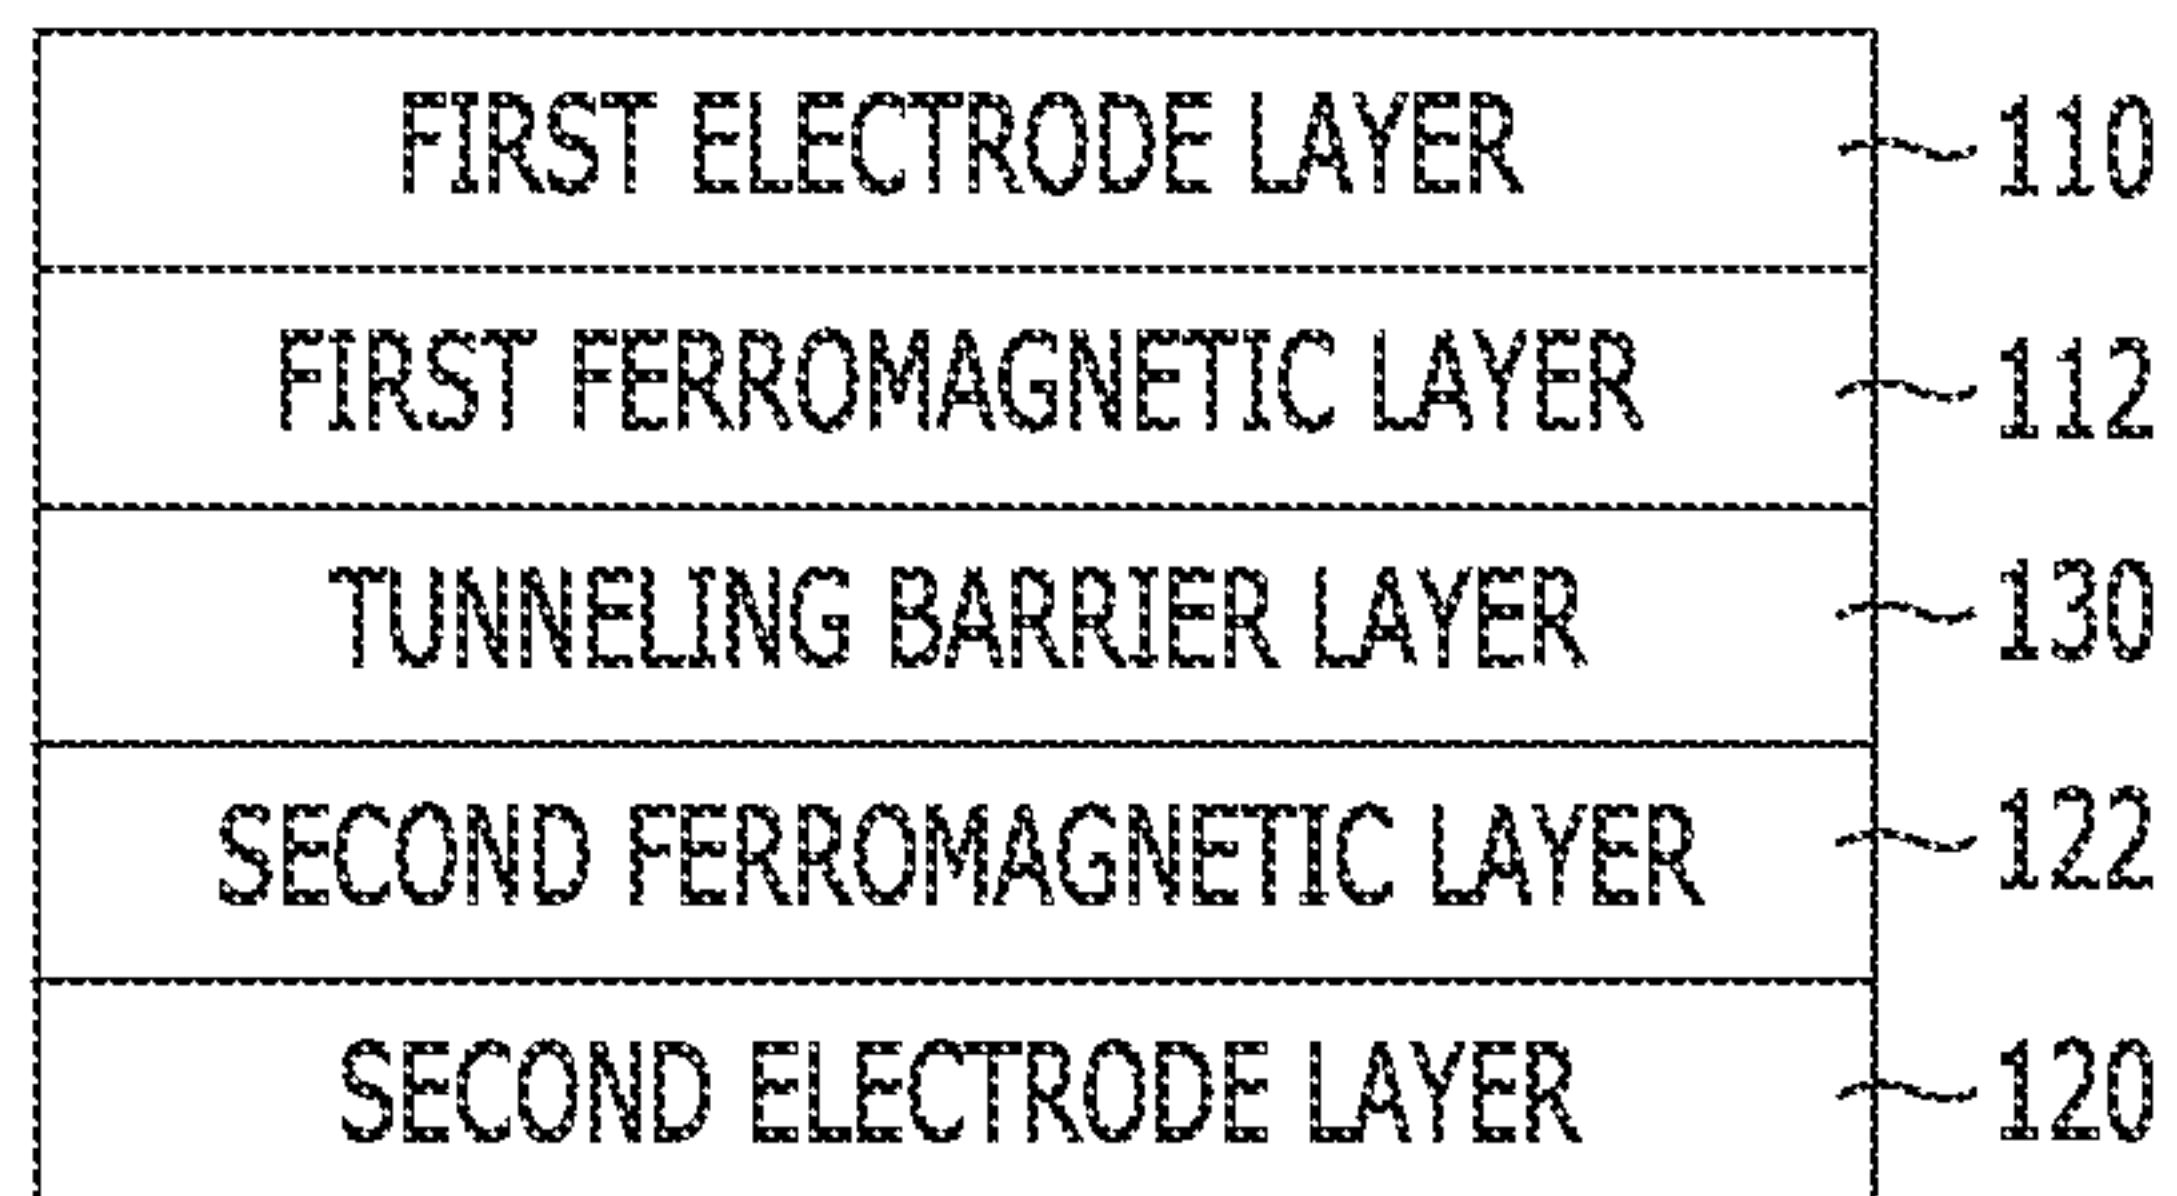 FIRST ELECTRODE LAYER 110
FIRST FERROMAGNETIC LAYER 112
TUNNELING BARRIER LAYER 130
SECOND FERROMAGNETIC LAYER 122
SECOND ELECTRODE LAYER 120